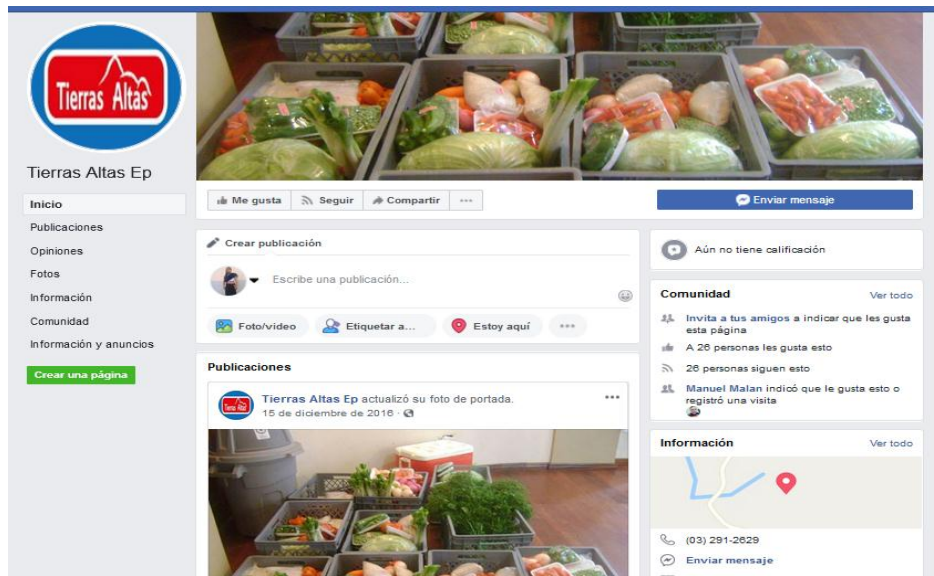 Tierras Altas
Tierras Altas Ep
Inicio
Publicaciones
Opiniones
Fotos
Información
Comunidad
Información y anuncios
Crear una página
Me gusta
Seguir
Compartir
Enviar mensaje
Crear publicación
Escribe una publicación...
Foto/video
Etiquetar a...
Estoy aquí
Publicaciones
Tierras Altas Ep actualizó su foto de portada.
15 de diciembre de 2016
Aún no tiene calificación
Comunidad
Ver todo
Invita a tus amigos a indicar que les gusta
esta página
A 26 personas les gusta esto
26 personas siguen esto
Manuel Malan indicó que le gusta esto o
registró una visita
Información
Ver todo
(03) 291-2629
Enviar mensaje